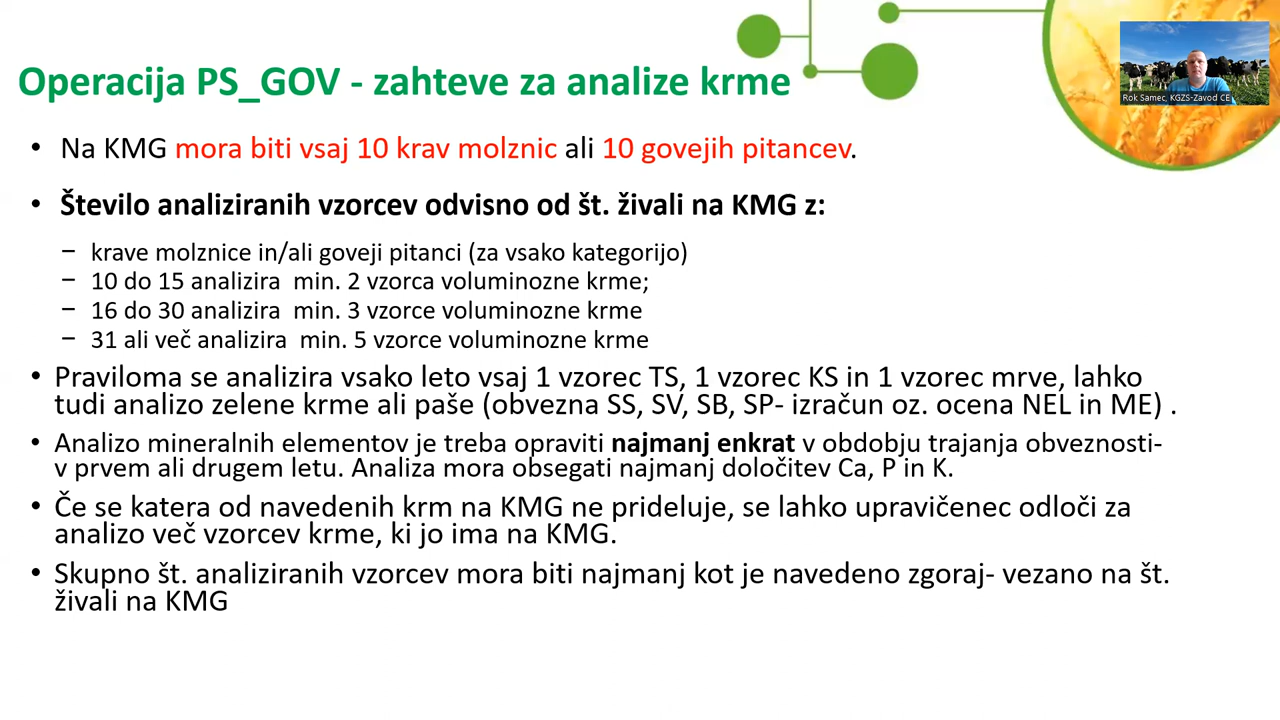 Operacija PS_GOV - zahteve za analize krme
Rok Samec, KGZS-Zavod CE
• Na KMG mora biti vsaj 10 krav molznic ali 10 govejih pitancev.
• Število analiziranih vzorcev odvisno od št. živali na KMG z:
− krave molznice in/ali goveji pitanci (za vsako kategorijo)
− 10 do 15 analizira min. 2 vzorca voluminozne krme;
− 16 do 30 analizira min. 3 vzorce voluminozne krme
− 31 ali več analizira min. 5 vzorce voluminozne krme
• Praviloma se analizira vsako leto vsaj 1 vzorec TS, 1 vzorec KS in 1 vzorec mrve, lahko
tudi analizo zelene krme ali paše (obvezna SS, SV, SB, SP- izračun oz. ocena NEL in ME) .
• Analizo mineralnih elementov je treba opraviti najmanj enkrat v obdobju trajanja obveznosti-
v prvem ali drugem letu. Analiza mora obsegati najmanj določitev Ca, P in K.
• Če se katera od navedenih krm na KMG ne prideluje, se lahko upravičenec odloči za
analizo več vzorcev krme, ki jo ima na KMG.
• Skupno št. analiziranih vzorcev mora biti najmanj kot je navedeno zgoraj- vezano na št.
živali na KMG